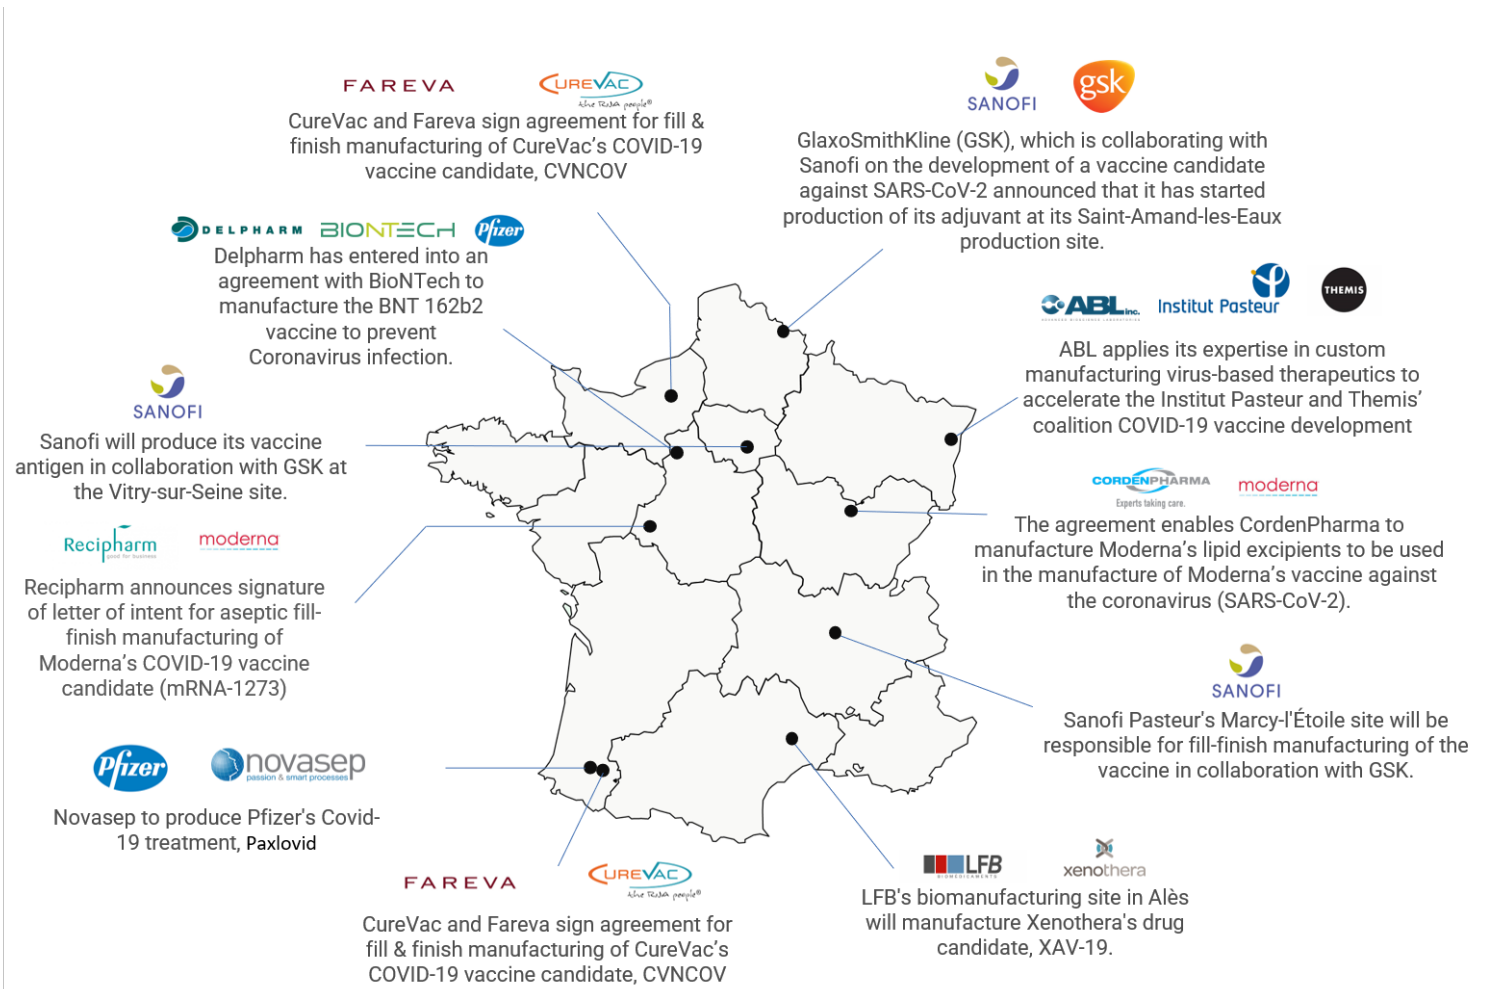 FAREVA
CUREVAC
the RNA people®
CureVac and Fareva sign agreement for fill &
finish manufacturing of CureVac’s COVID-19
vaccine candidate, CVNCOV
SANOFI
gsk
GlaxoSmithKline (GSK), which is collaborating with
Sanofi on the development of a vaccine candidate
against SARS-CoV-2 announced that it has started
production of its adjuvant at its Saint-Amand-les-Eaux
production site.
DELPHARM
BIONTECH
Pfizer
Delpharm has entered into an
agreement with BioNTech to
manufacture the BNT 162b2
vaccine to prevent
Coronavirus infection.
ABL inc.
ADVANCED BIOSCIENCE LABORATORIES
Institut Pasteur
THEMIS
ABL applies its expertise in custom
manufacturing virus-based therapeutics to
accelerate the Institut Pasteur and Themis’
coalition COVID-19 vaccine development
SANOFI
Sanofi will produce its vaccine
antigen in collaboration with GSK at
the Vitry-sur-Seine site.
CORDENPHARMA
Experts taking care.
moderna
The agreement enables CordenPharma to
manufacture Moderna’s lipid excipients to be used
in the manufacture of Moderna’s vaccine against
the coronavirus (SARS-CoV-2).
Recipharm
good for business
moderna
Recipharm announces signature
of letter of intent for aseptic fill-
finish manufacturing of
Moderna’s COVID-19 vaccine
candidate (mRNA-1273)
SANOFI
Sanofi Pasteur's Marcy-l'Étoile site will be
responsible for fill-finish manufacturing of the
vaccine in collaboration with GSK.
Pfizer
novasep
passion & smart processes
Novasep to produce Pfizer's Covid-
19 treatment, Paxlovid
FAREVA
CUREVAC
the RNA people®
CureVac and Fareva sign agreement for
fill & finish manufacturing of CureVac’s
COVID-19 vaccine candidate, CVNCOV
LFB
BIOMEDICAMENTS
xenothera
LFB's biomanufacturing site in Alès
will manufacture Xenothera's drug
candidate, XAV-19.